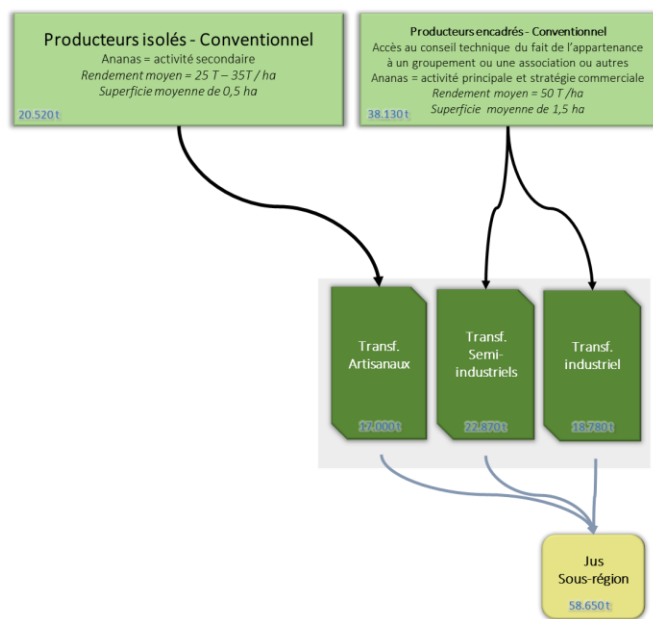 Producteurs isolés - Conventionnel
Ananas = activité secondaire
Rendement moyen = 25 T – 35T / ha
Superficie moyenne de 0,5 ha
20.520t
Producteurs encadrés - Conventionnel
Accès au conseil technique du fait de l'appartenance
à un groupement ou une association ou autres
Ananas = activité principale et stratégie commerciale
Rendement moyen = 50 T /ha
Superficie moyenne de 1,5 ha
38.130t
Transf.
Artisanaux
17.000t
Transf.
Semi-
industriels
22.870t
Transf.
industriel
18.780t
Jus
Sous-région
58.650t